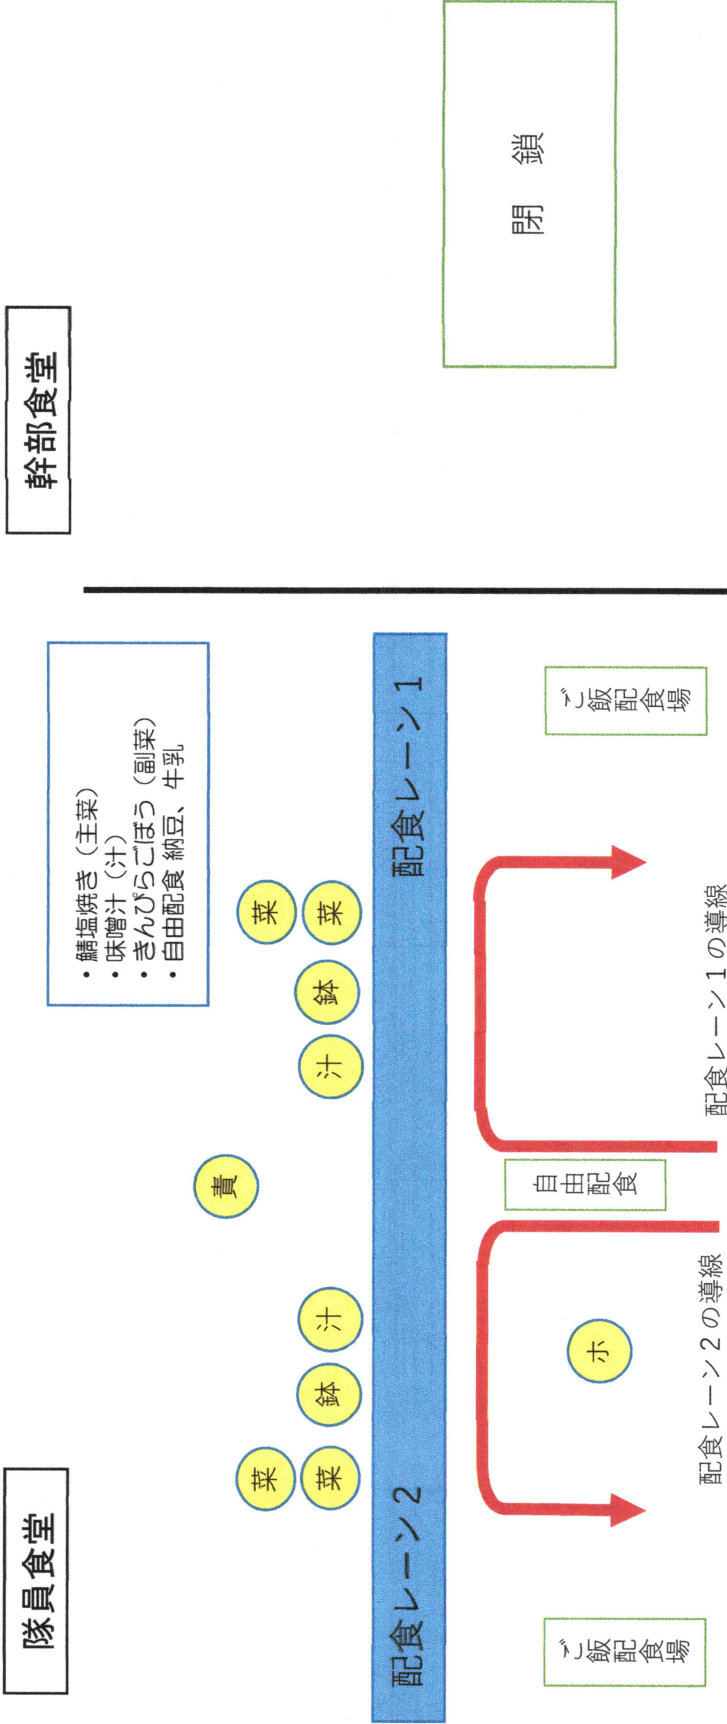 隊員食堂
幹部食堂
・鯖塩焼き（主菜）
・味噌汁（汁）
・きんぴらごぼう（副菜）
・自由配食 納豆、牛乳
責
菜
菜
菜
鉢
汁
汁
鉢
菜
配食レーン２
配食レーン１
閉 鎖
自由配食
ホ
ご飯配食場
ご飯配食場
配食レーン２の導線
配食レーン１の導線